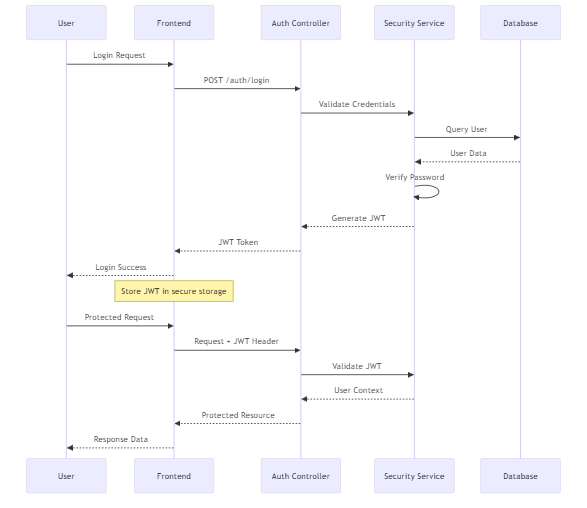 User
Frontend
Auth Controller
Security Service
Database
Login Request
POST /auth/login
Validate Credentials
Query User
User Data
Verify Password
Generate JWT
JWT Token
Login Success
Store JWT in secure storage
Protected Request
Request + JWT Header
Validate JWT
User Context
Protected Resource
Response Data
User
Frontend
Auth Controller
Security Service
Database